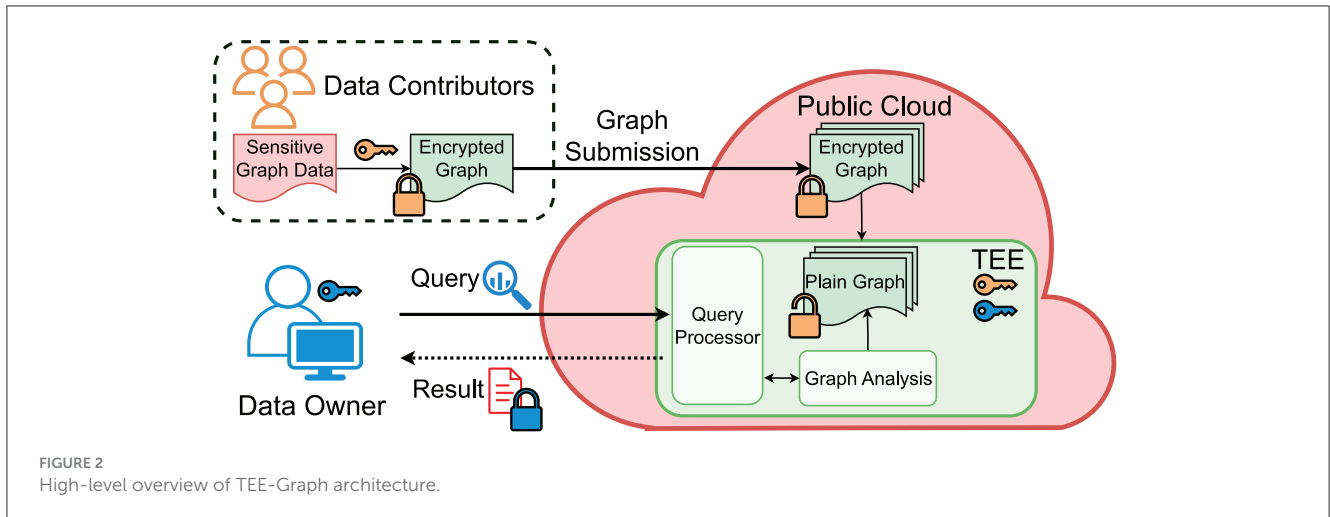 Data Contributors
Sensitive
Graph Data
Encrypted
Graph
Graph
Submission
Public Cloud
Encrypted
Graph
TEE
Plain Graph
Query
Processor
Graph Analysis
Query
Result
Data Owner
FIGURE 2
High-level overview of TEE-Graph architecture.